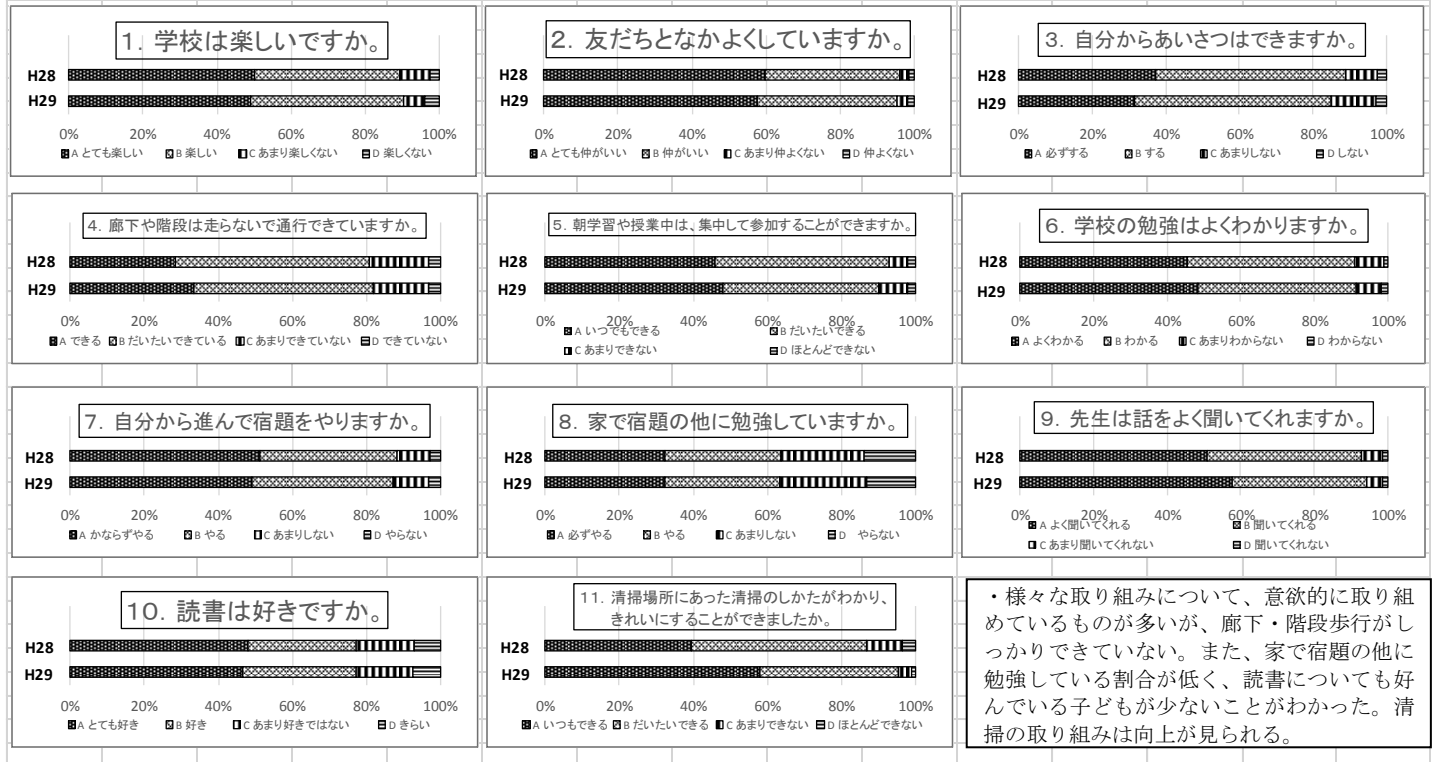 1. 学校は楽しいですか。
H28
H29
0% 20% 40% 60% 80% 100%
A とても楽しい B 楽しい C あまり楽しくない D 楽しくない
2. 友だちとなかよくしていますか。
H28
H29
0% 20% 40% 60% 80% 100%
A とても仲がいい B 仲がいい C あまり仲よくない D 仲よくない
3. 自分からあいさつはできますか。
H28
H29
0% 20% 40% 60% 80% 100%
A 必ずする B する C あまりしない D しない
4. 廊下や階段は走らないで通行できていますか。
H28
H29
0% 20% 40% 60% 80% 100%
A できる B だいたいできている C あまりできていない D できていない
5. 朝学習や授業中は、集中して参加することができますか。
H28
H29
0% 20% 40% 60% 80% 100%
A いつでもできる B だいたいできる
C あまりできない D ほとんどできない
6. 学校の勉強はよくわかりますか。
H28
H29
0% 20% 40% 60% 80% 100%
A よくわかる B わかる C あまりわからない D わからない
7. 自分から進んで宿題をやりますか。
H28
H29
0% 20% 40% 60% 80% 100%
A かならずやる B やる C あまりしない D やらない
8. 家で宿題の他に勉強していますか。
H28
H29
0% 20% 40% 60% 80% 100%
A 必ずやる B やる C あまりしない D やらない
9. 先生は話をよく聞いてくれますか。
H28
H29
0% 20% 40% 60% 80% 100%
A よく聞いてくれる B 聞いてくれる
C あまり聞いてくれない D 聞いてくれない
10. 読書は好きですか。
H28
H29
0% 20% 40% 60% 80% 100%
A とても好き B 好き C あまり好きではない D きらい
11. 清掃場所にあった清掃のしかたがわかり、
きれいにすることができましたか。
H28
H29
0% 20% 40% 60% 80% 100%
A いつもできる B だいたいできる C あまりできない D ほとんどできない
・様々な取り組みについて、意欲的に取り組
めているものが多いが、廊下・階段歩行がし
っかりできていない。また、家で宿題の他に
勉強している割合が低く、読書についても好
んでいる子どもが少ないことがわかった。清
掃の取り組みは向上が見られる。